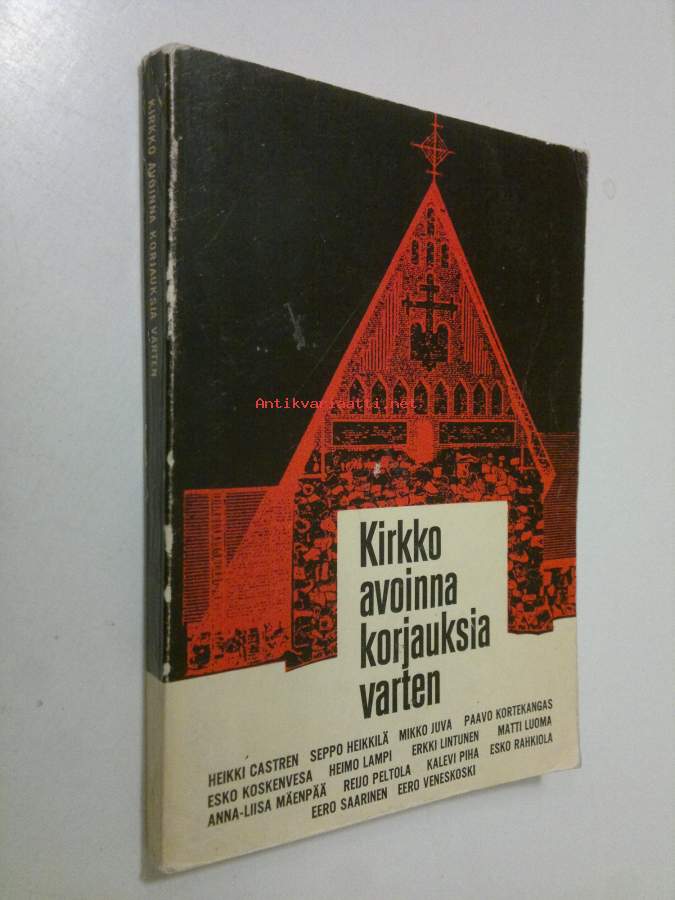 KIRKKO AVOINNA KORJAUKSIA VARTEN
Antikvariaatti.net
Kirkko
avoinna
korjauksia
varten
HEIKKI CASTREN SEPPO HEIKKILÄ MIKKO JUVA PAAVO KORTEKANGAS
ESKO KOSKENVESA HEIMO LAMPI ERKKI LINTUNEN MATTI LUOMA
ANNA-LIISA MÄENPÄÄ REIJO PELTOLA KALEVI PIHA ESKO RAHKIOLA
EERO SAARINEN EERO VENESKOSKI